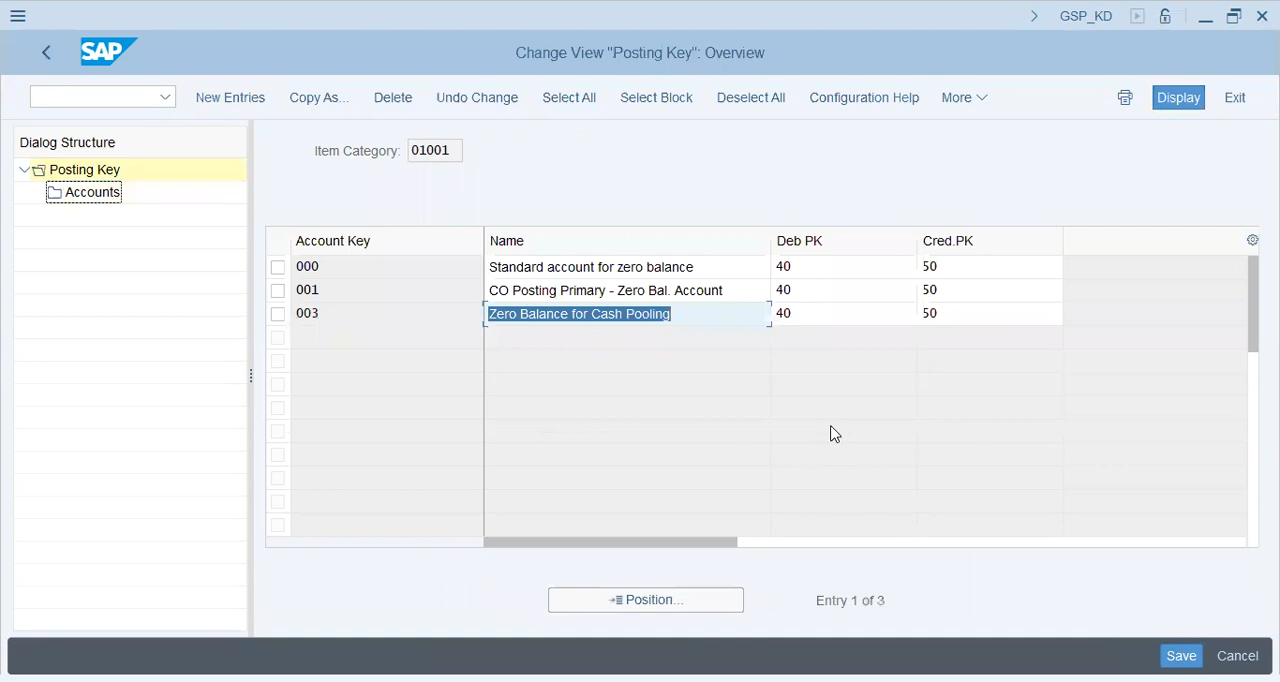 GSP_KD
SAP
Change View "Posting Key": Overview
New Entries Copy As... Delete Undo Change Select All Select Block Deselect All Configuration Help More Display Exit
Dialog Structure
Posting Key
Accounts
Item Category: 01001
Account Key Name Deb PK Cred.PK
000 Standard account for zero balance 40 50
001 CO Posting Primary - Zero Bal. Account 40 50
003 Zero Balance for Cash Pooling 40 50
Position... Entry 1 of 3
Save Cancel